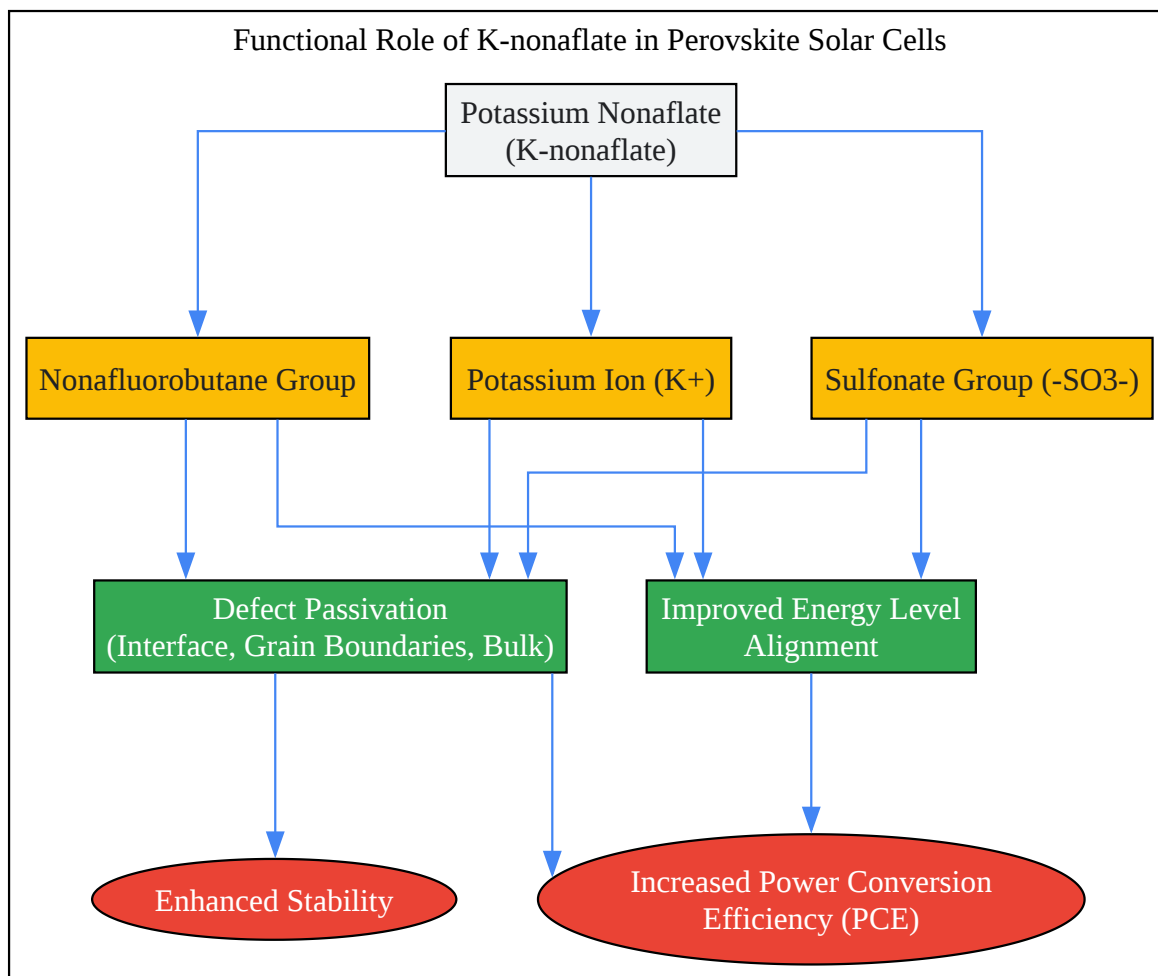 Functional Role of K-nonaflate in Perovskite Solar Cells
Potassium Nonaflate
(K-nonaflate)
Nonafluorobutane Group
Potassium Ion (K+)
Sulfonate Group (-SO3-)
Defect Passivation
(Interface, Grain Boundaries, Bulk)
Improved Energy Level
Alignment
Enhanced Stability
Increased Power Conversion
Efficiency (PCE)